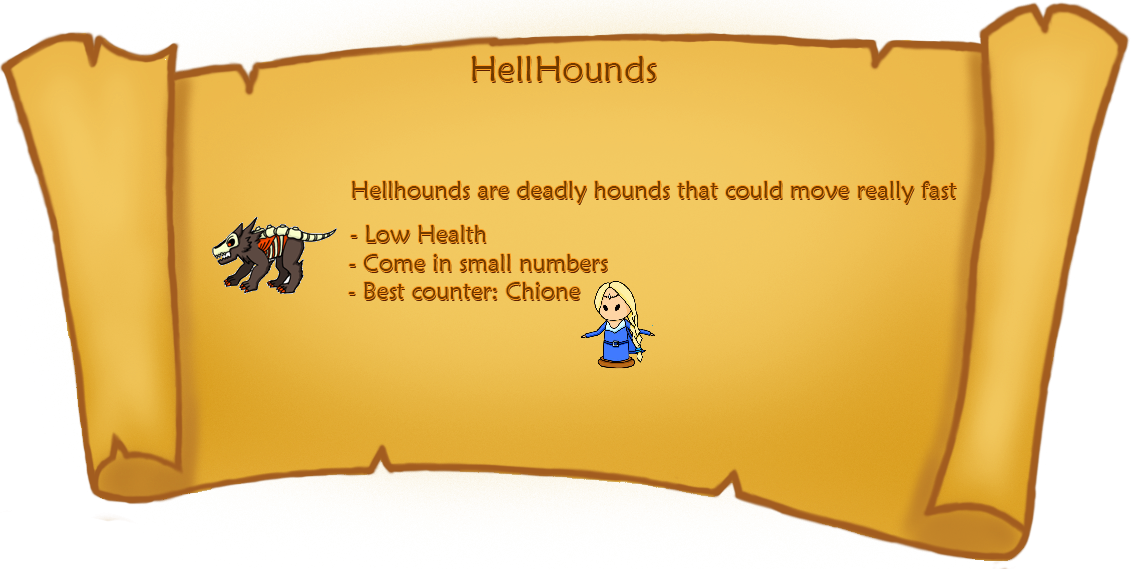 HellHounds
Hellhounds are deadly hounds that could move really fast
- Low Health
- Come in small numbers
- Best counter: Chione